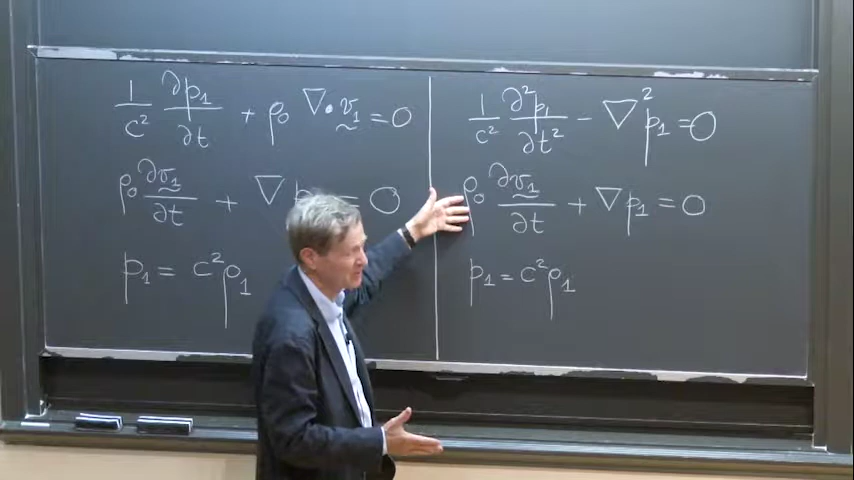 1/c² ∂p₁/∂t + ρ₀ ∇·v₁ = 0
ρ₀ ∂v₁/∂t + ∇p = 0
p₁ = c²ρ₁
1/c² ∂²p₁/∂t² − ∇²p₁ = 0
ρ₀ ∂v₁/∂t + ∇p₁ = 0
p₁ = c²ρ₁